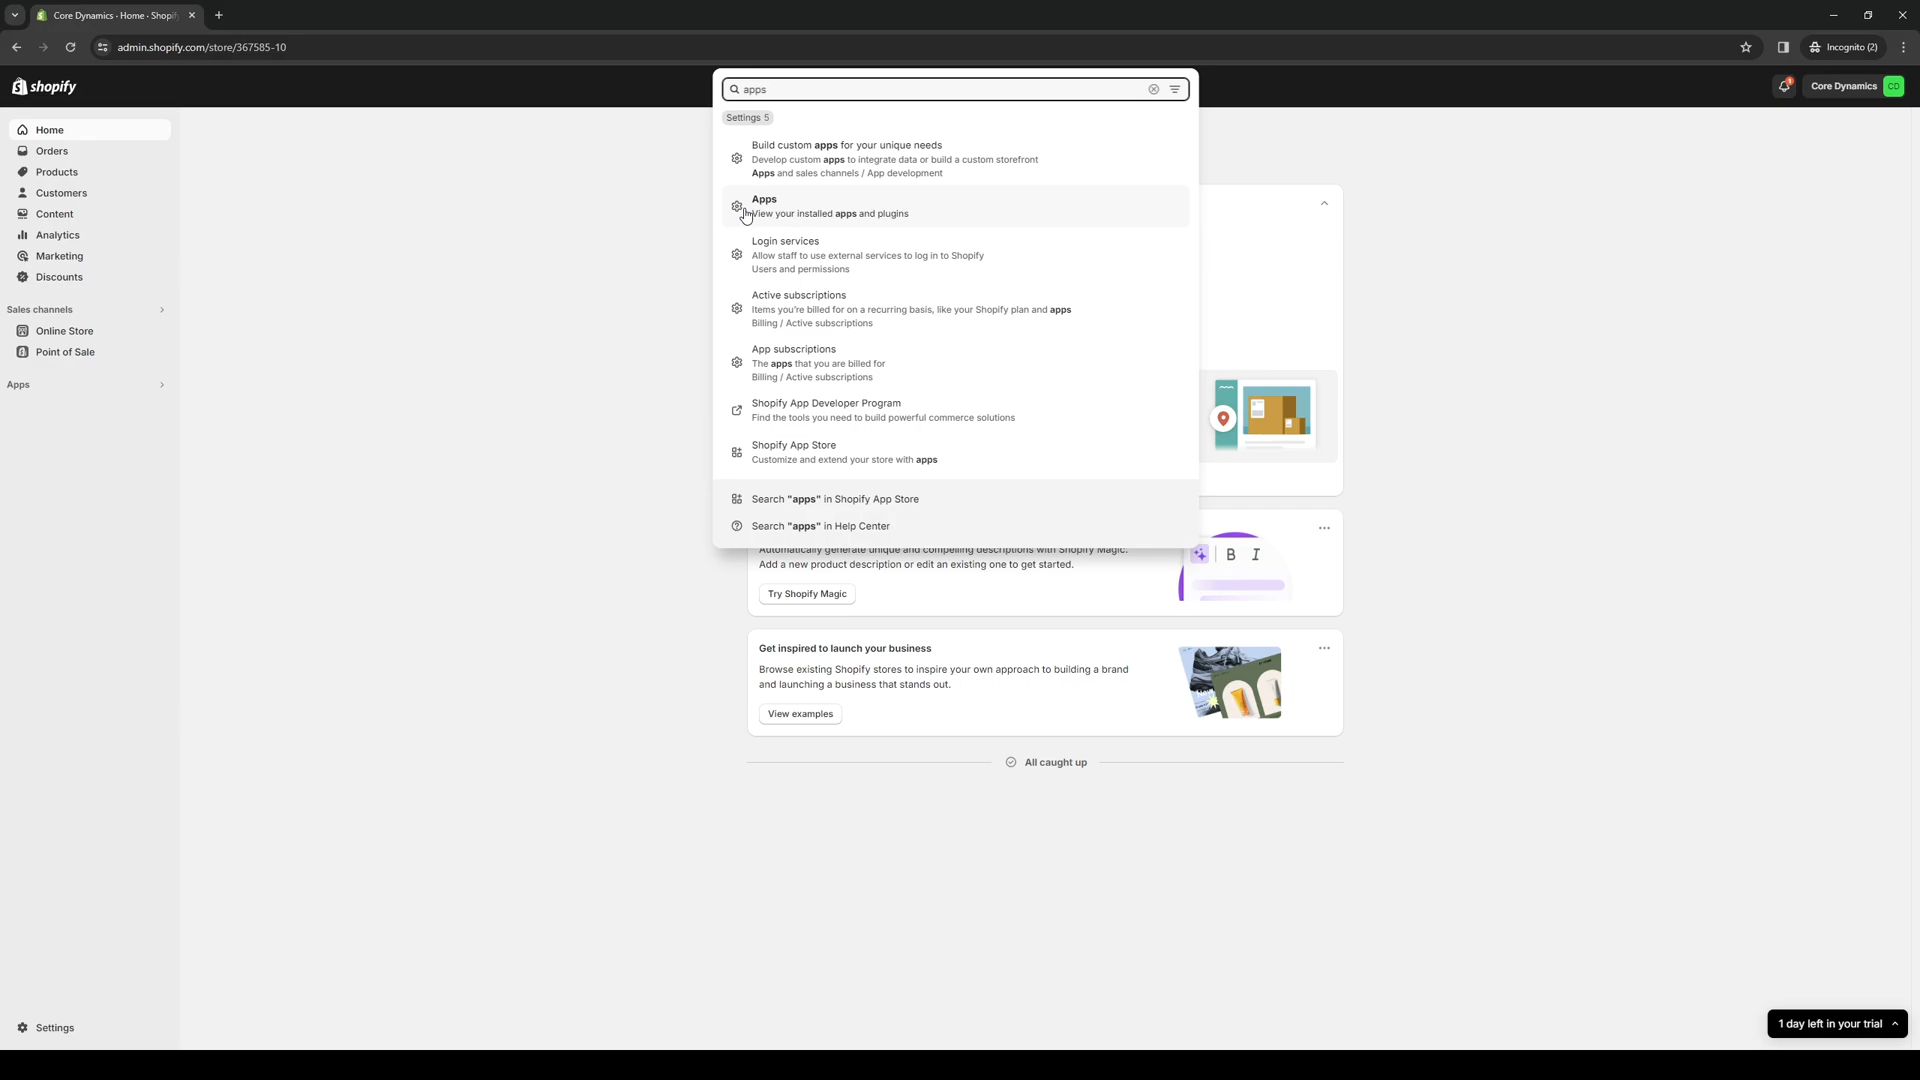 Core Dynamics · Home · Shopif
admin.shopify.com/store/367585-10
Incognito (2)
shopify
apps
1
Core Dynamics CD
Home
Orders
Products
Customers
Content
Analytics
Marketing
Discounts
Sales channels
Online Store
Point of Sale
Apps
Settings
Settings 5
Build custom apps for your unique needs
Develop custom apps to integrate data or build a custom storefront
Apps and sales channels / App development
Apps
View your installed apps and plugins
Login services
Allow staff to use external services to log in to Shopify
Users and permissions
Active subscriptions
Items you're billed for on a recurring basis, like your Shopify plan and apps
Billing / Active subscriptions
App subscriptions
The apps that you are billed for
Billing / Active subscriptions
Shopify App Developer Program
Find the tools you need to build powerful commerce solutions
Shopify App Store
Customize and extend your store with apps
Search "apps" in Shopify App Store
Search "apps" in Help Center
Automatically generate unique and compelling descriptions with Shopify Magic.
Add a new product description or edit an existing one to get started.
Try Shopify Magic
B I
Get inspired to launch your business
Browse existing Shopify stores to inspire your own approach to building a brand
and launching a business that stands out.
View examples
All caught up
1 day left in your trial